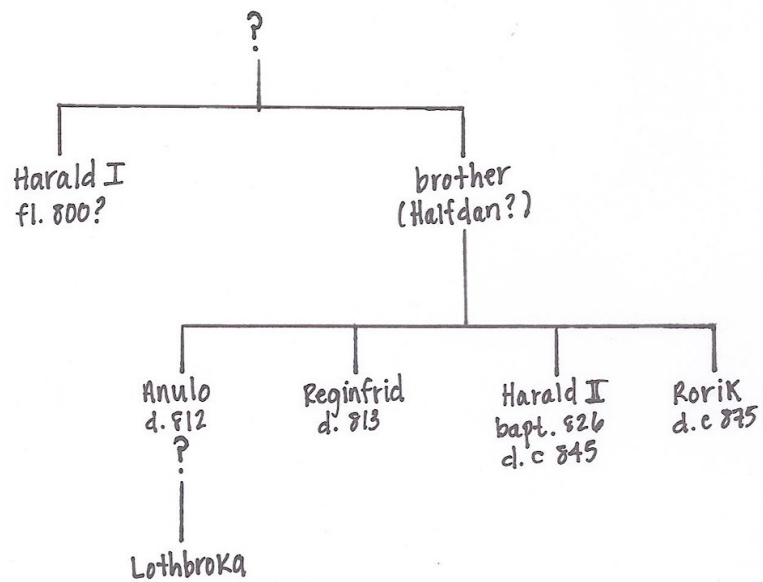 ?
Harald I
fl. 800?
brother
(Halfdan?)
Anulo
d. 812
?
Reginfrid
d. 813
Harald II
bapt. 826
d. c 845
Rorik
d. c 875
Lothbroka